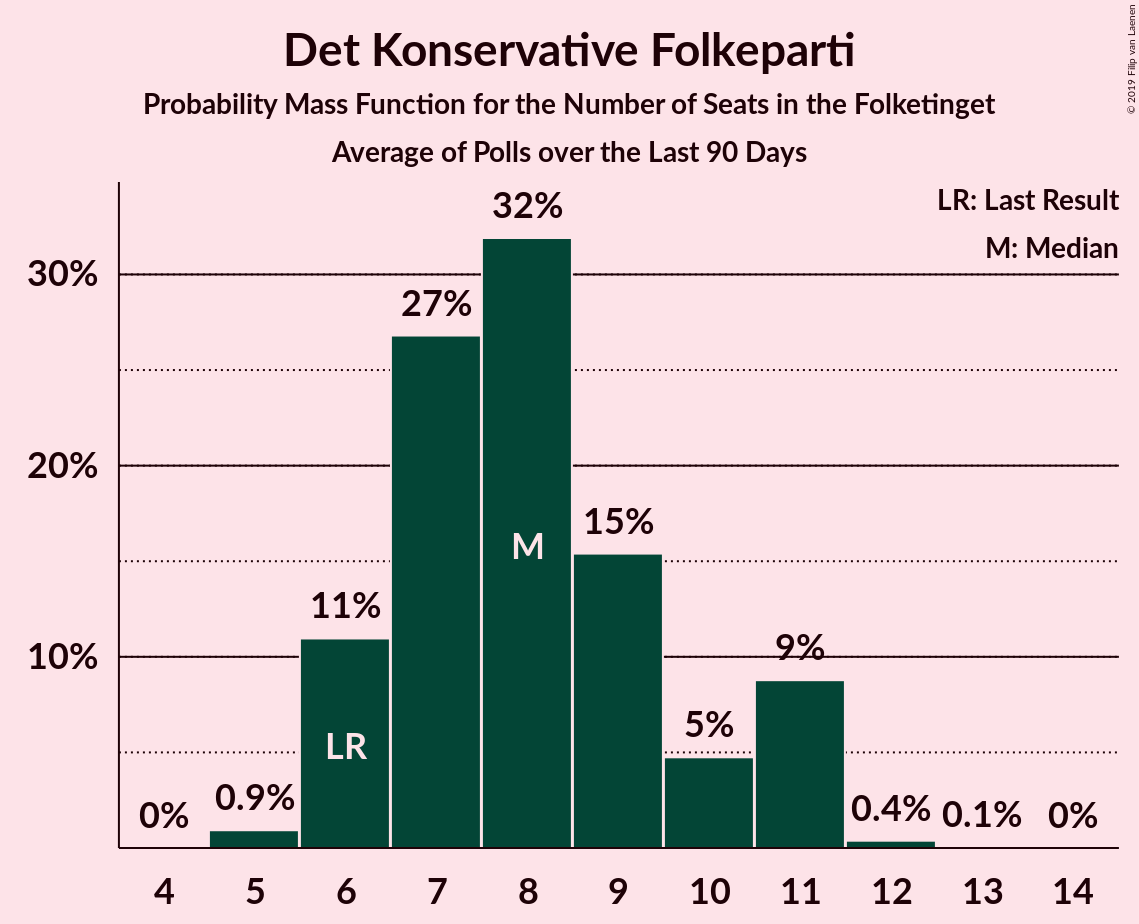 Det Konservative Folkeparti
Probability Mass Function for the Number of Seats in the Folketinget
Average of Polls over the Last 90 Days
© 2019 Filip van Laenen
LR: Last Result
M: Median
30%
20%
10%
0%
0.9%
11%
27%
32%
15%
5%
9%
0.4%
0.1%
0%
LR
M
4 5 6 7 8 9 10 11 12 13 14